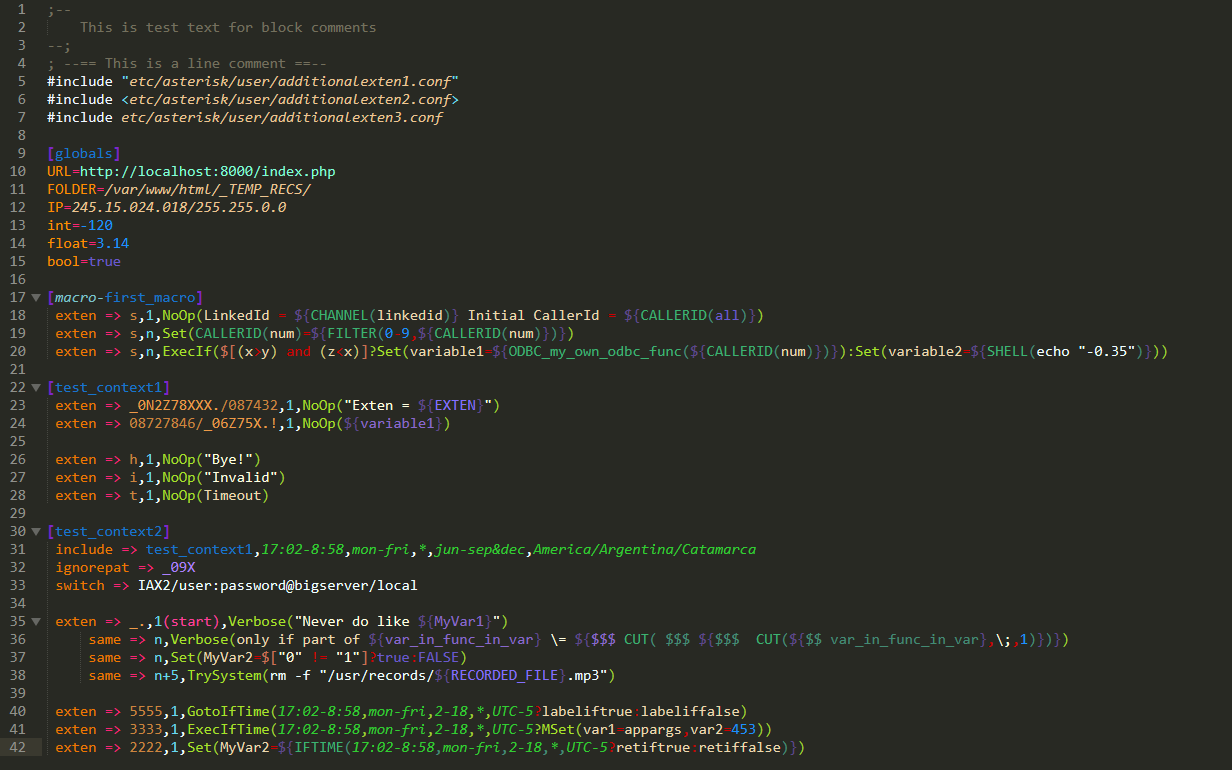 1 ;--
2 This is test text for block comments
3 --;
4 ; --== This is a line comment ==--
5 #include "etc/asterisk/user/additionalexten1.conf"
6 #include <etc/asterisk/user/additionalexten2.conf>
7 #include etc/asterisk/user/additionalexten3.conf
8
9 [globals]
10 URL=http://localhost:8000/index.php
11 FOLDER=/var/www/html/_TEMP_RECS/
12 IP=245.15.024.018/255.255.0.0
13 int=-120
14 float=3.14
15 bool=true
16
17 [macro-first_macro]
18 exten => s,1,NoOp(LinkedId = ${CHANNEL(linkedid)} Initial CallerId = ${CALLERID(all)})
19 exten => s,n,Set(CALLERID(num)=${FILTER(0-9,${CALLERID(num)})})
20 exten => s,n,ExecIf($[(x>y) and (z<x)]?Set(variable1=${ODBC_my_own_odbc_func(${CALLERID(num)})}):Set(variable2=${SHELL(echo "-0.35")}))
21
22 [test_context1]
23 exten => _0N2Z78XXX./087432,1,NoOp("Exten = ${EXTEN}")
24 exten => 08727846/_06Z75X.!,1,NoOp(${variable1})
25
26 exten => h,1,NoOp("Bye!")
27 exten => i,1,NoOp("Invalid")
28 exten => t,1,NoOp(Timeout)
29
30 [test_context2]
31 include => test_context1,17:02-8:58,mon-fri,*,jun-sep&dec,America/Argentina/Catamarca
32 ignorepat => _09X
33 switch => IAX2/user:password@bigserver/local
34
35 exten => _.,1(start),Verbose("Never do like ${MyVar1}")
36 same => n,Verbose(only if part of ${var_in_func_in_var} \= ${$$$ CUT( $$$ ${$$$  CUT(${$$ var_in_func_in_var},\;,1)})})
37 same => n,Set(MyVar2=$["0" != "1"]?true:FALSE)
38 same => n+5,TrySystem(rm -f "/usr/records/${RECORDED_FILE}.mp3")
39
40 exten => 5555,1,GotoIfTime(17:02-8:58,mon-fri,2-18,*,UTC-5?labeliftrue:labeliffalse)
41 exten => 3333,1,ExecIfTime(17:02-8:58,mon-fri,2-18,*,UTC-5?MSet(var1=appargs,var2=453))
42 exten => 2222,1,Set(MyVar2=${IFTIME(17:02-8:58,mon-fri,2-18,*,UTC-5?retiftrue:retiffalse)})